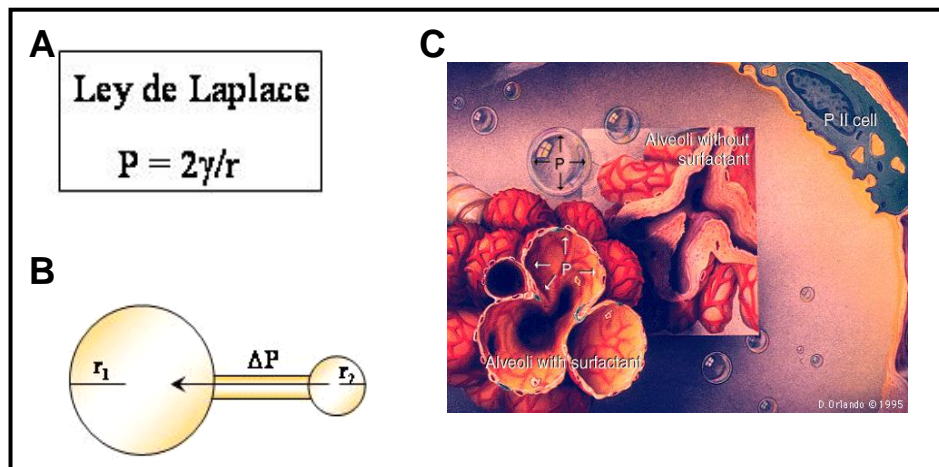 A
Ley de Laplace
P = 2γ/r
B
r₁
ΔP
r₂
C
P II cell
Alveoli without
surfactant
P
P
Alveoli with surfactant
D. Orlando © 1995